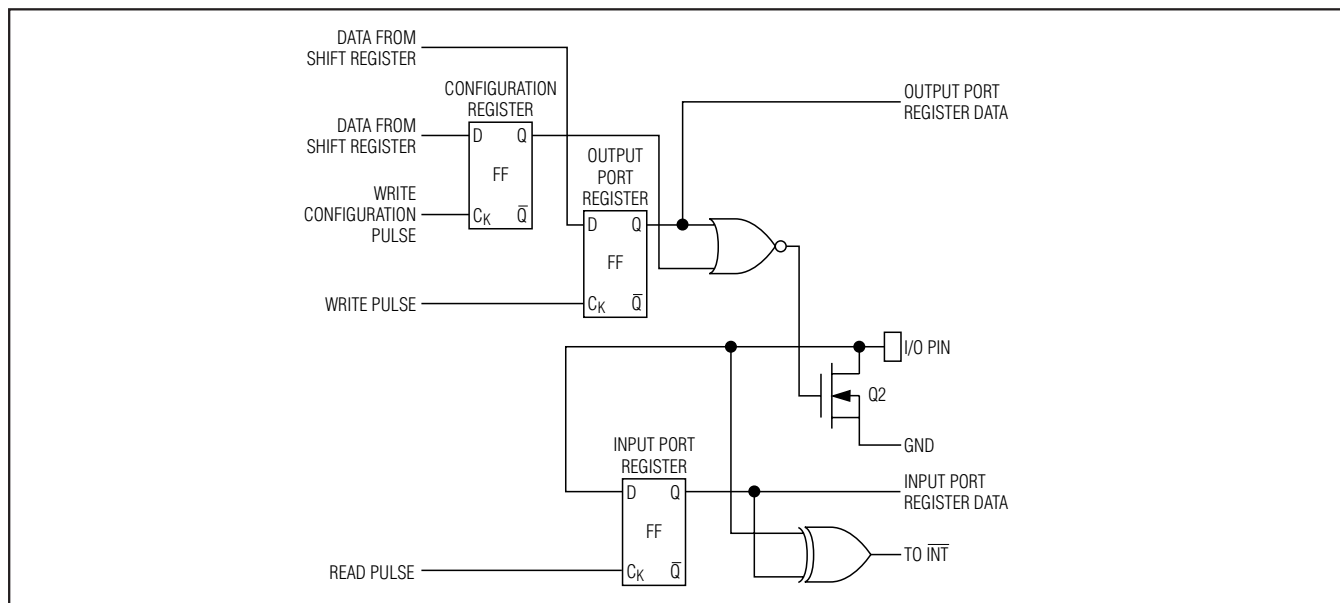 DATA FROM
SHIFT REGISTER
CONFIGURATION
REGISTER
OUTPUT PORT
REGISTER DATA
DATA FROM
SHIFT REGISTER
D
Q
FF
OUTPUT
PORT
REGISTER
WRITE
CONFIGURATION
PULSE
CK
Q̅
D
Q
FF
WRITE PULSE
CK
Q̅
I/O PIN
Q2
GND
INPUT PORT
REGISTER
D
Q
INPUT PORT
REGISTER DATA
FF
TO I̅N̅T̅
READ PULSE
CK
Q̅